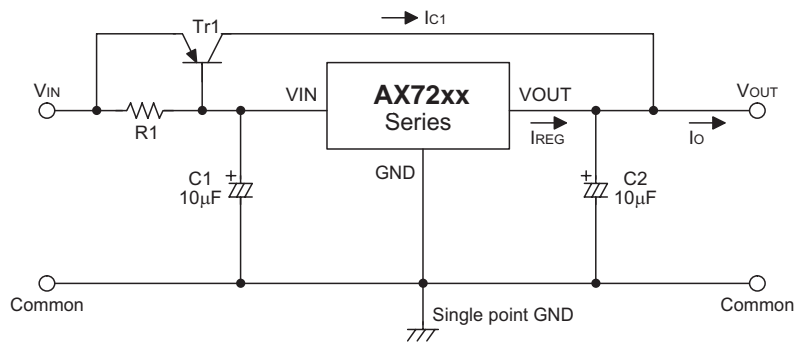 Tr1
IC1
VIN
R1
VIN
AX72xx
Series
VOUT
IREG
VOUT
IO
GND
C1
+
10μF
C2
+
10μF
Common
Single point GND
Common